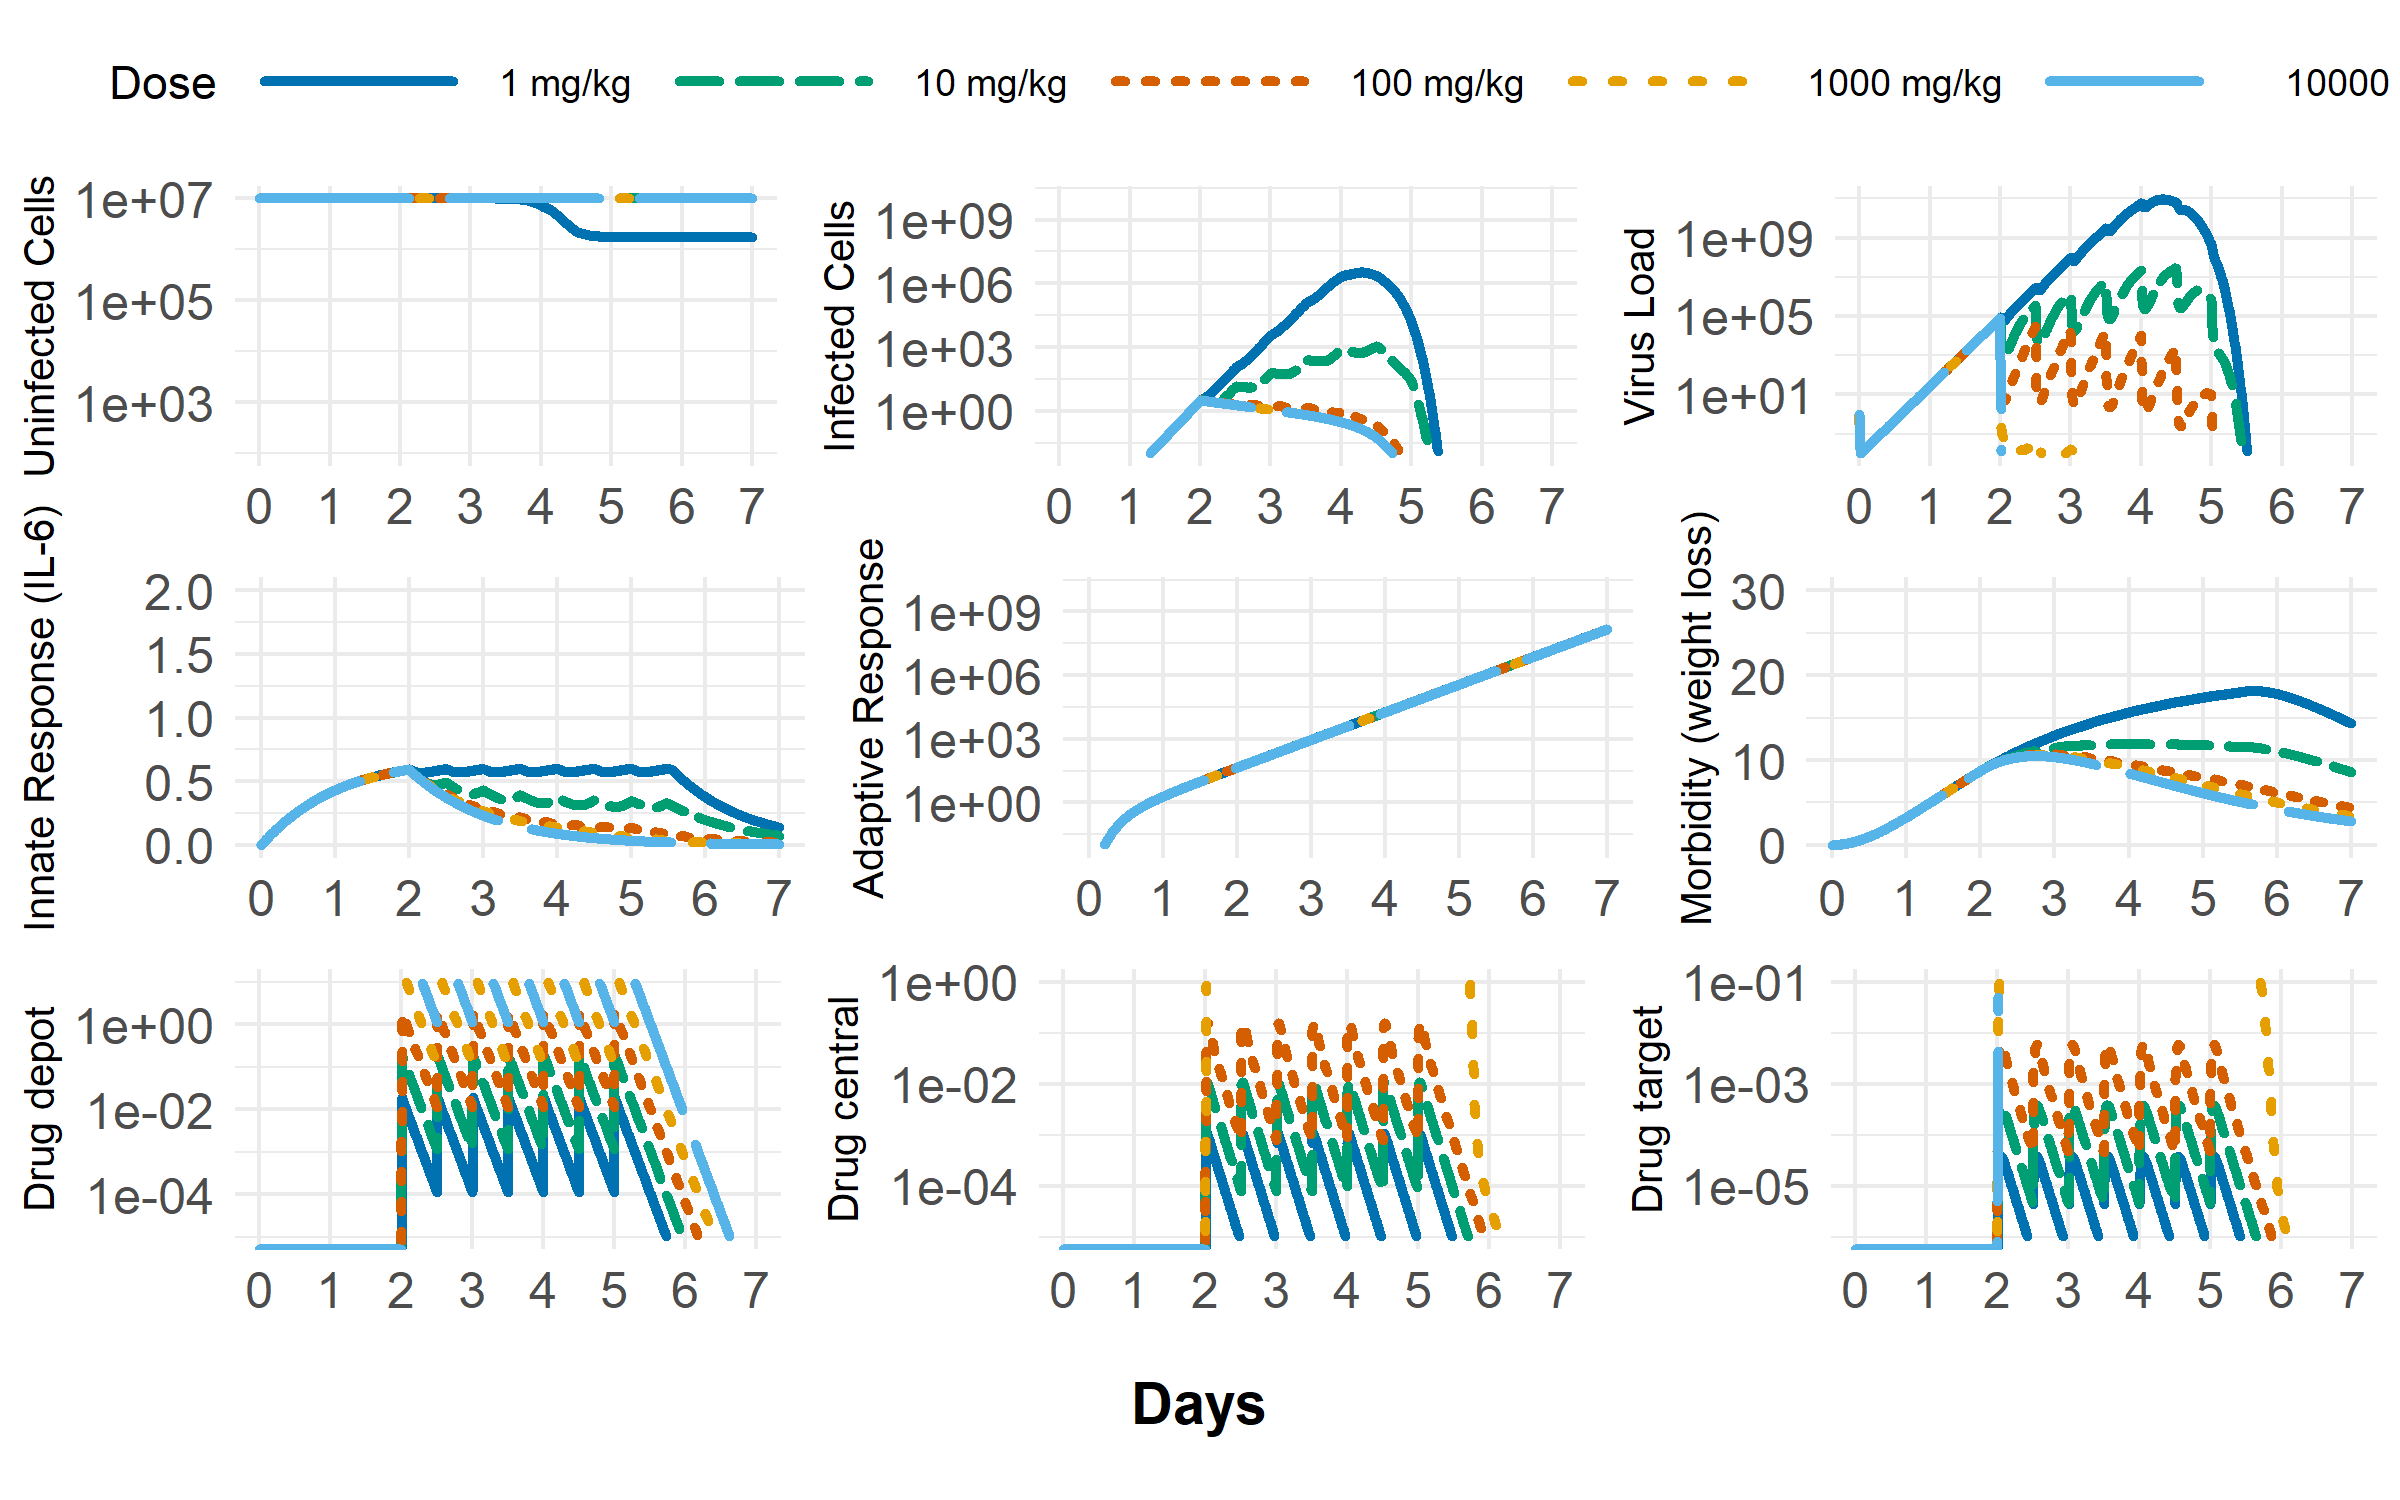 Dose 1 mg/kg 10 mg/kg 100 mg/kg 1000 mg/kg 10000
Uninfected Cells
1e+07
1e+05
1e+03
0 1 2 3 4 5 6 7
Infected Cells
1e+09
1e+06
1e+03
1e+00
0 1 2 3 4 5 6 7
Virus Load
1e+09
1e+05
1e+01
0 1 2 3 4 5 6 7
Innate Response (IL-6)
2.0
1.5
1.0
0.5
0.0
0 1 2 3 4 5 6 7
Adaptive Response
1e+09
1e+06
1e+03
1e+00
0 1 2 3 4 5 6 7
Morbidity (weight loss)
30
20
10
0
0 1 2 3 4 5 6 7
Drug depot
1e+00
1e-02
1e-04
0 1 2 3 4 5 6 7
Drug central
1e+00
1e-02
1e-04
0 1 2 3 4 5 6 7
Drug target
1e-01
1e-03
1e-05
0 1 2 3 4 5 6 7
Days